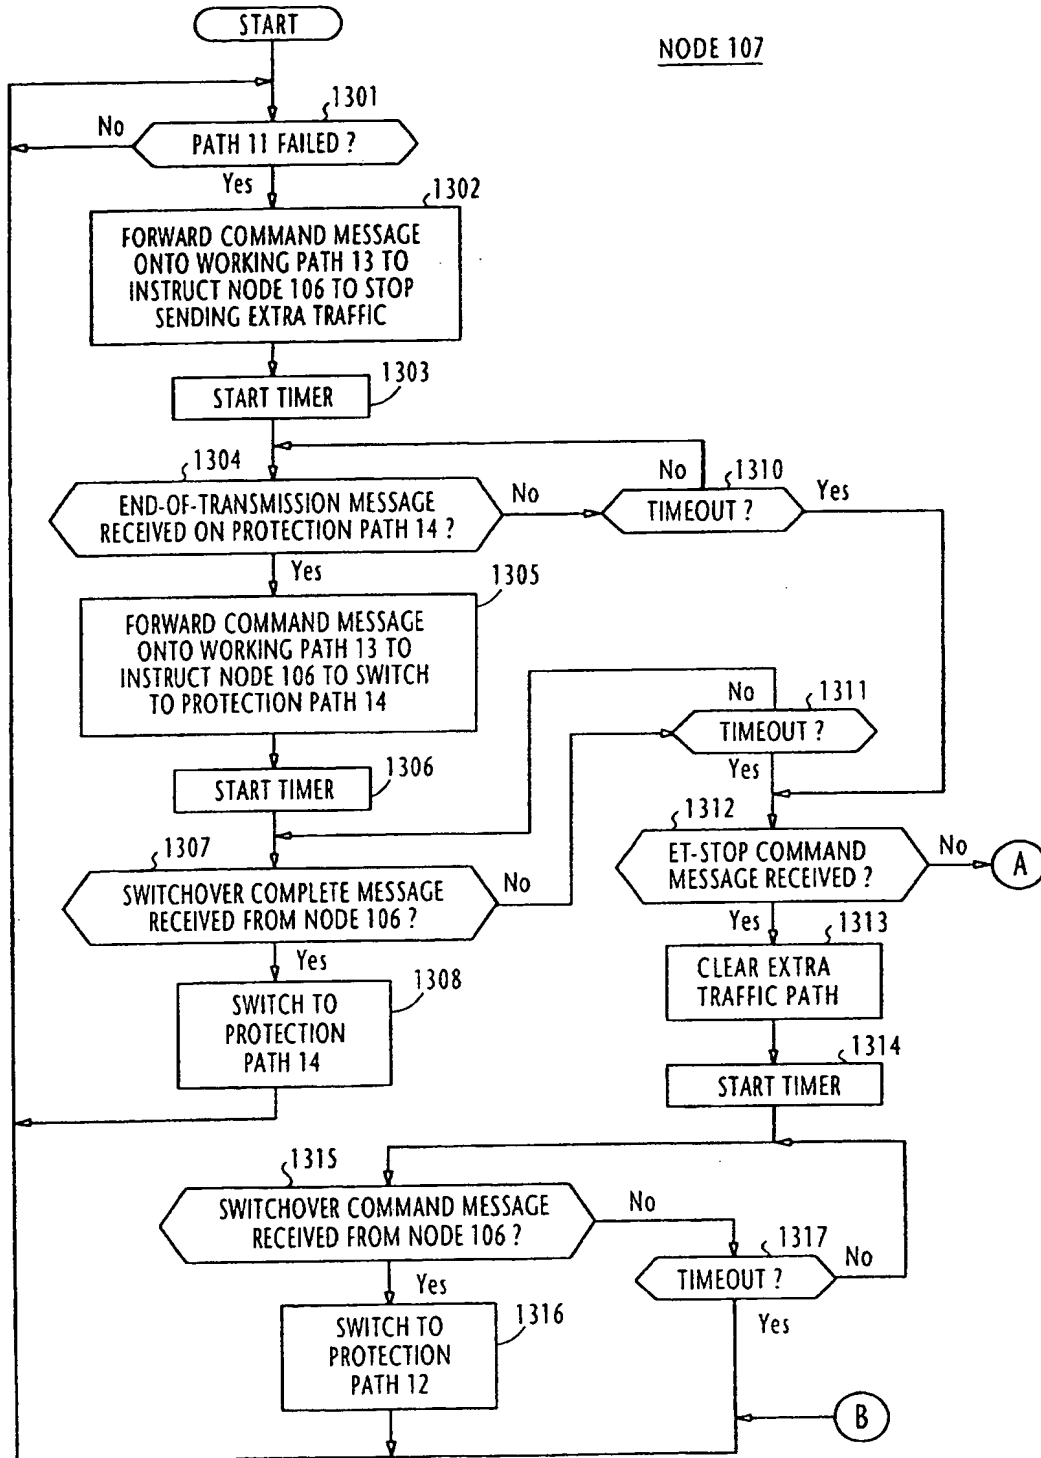 START
NODE 107
1301
No
PATH 11 FAILED ?
Yes
1302
FORWARD COMMAND MESSAGE
ONTO WORKING PATH 13 TO
INSTRUCT NODE 106 TO STOP
SENDING EXTRA TRAFFIC
1303
START TIMER
1304
END-OF-TRANSMISSION MESSAGE
RECEIVED ON PROTECTION PATH 14 ?
No
No
1310
TIMEOUT ?
Yes
Yes
1305
FORWARD COMMAND MESSAGE
ONTO WORKING PATH 13 TO
INSTRUCT NODE 106 TO SWITCH
TO PROTECTION PATH 14
No
1311
TIMEOUT ?
Yes
1306
START TIMER
1307
SWITCHOVER COMPLETE MESSAGE
RECEIVED FROM NODE 106 ?
No
1312
ET-STOP COMMAND
MESSAGE RECEIVED ?
No
A
Yes
1308
SWITCH TO
PROTECTION
PATH 14
Yes
1313
CLEAR EXTRA
TRAFFIC PATH
1314
START TIMER
1315
SWITCHOVER COMMAND MESSAGE
RECEIVED FROM NODE 106 ?
No
1317
TIMEOUT ?
No
Yes
Yes
1316
SWITCH TO
PROTECTION
PATH 12
B